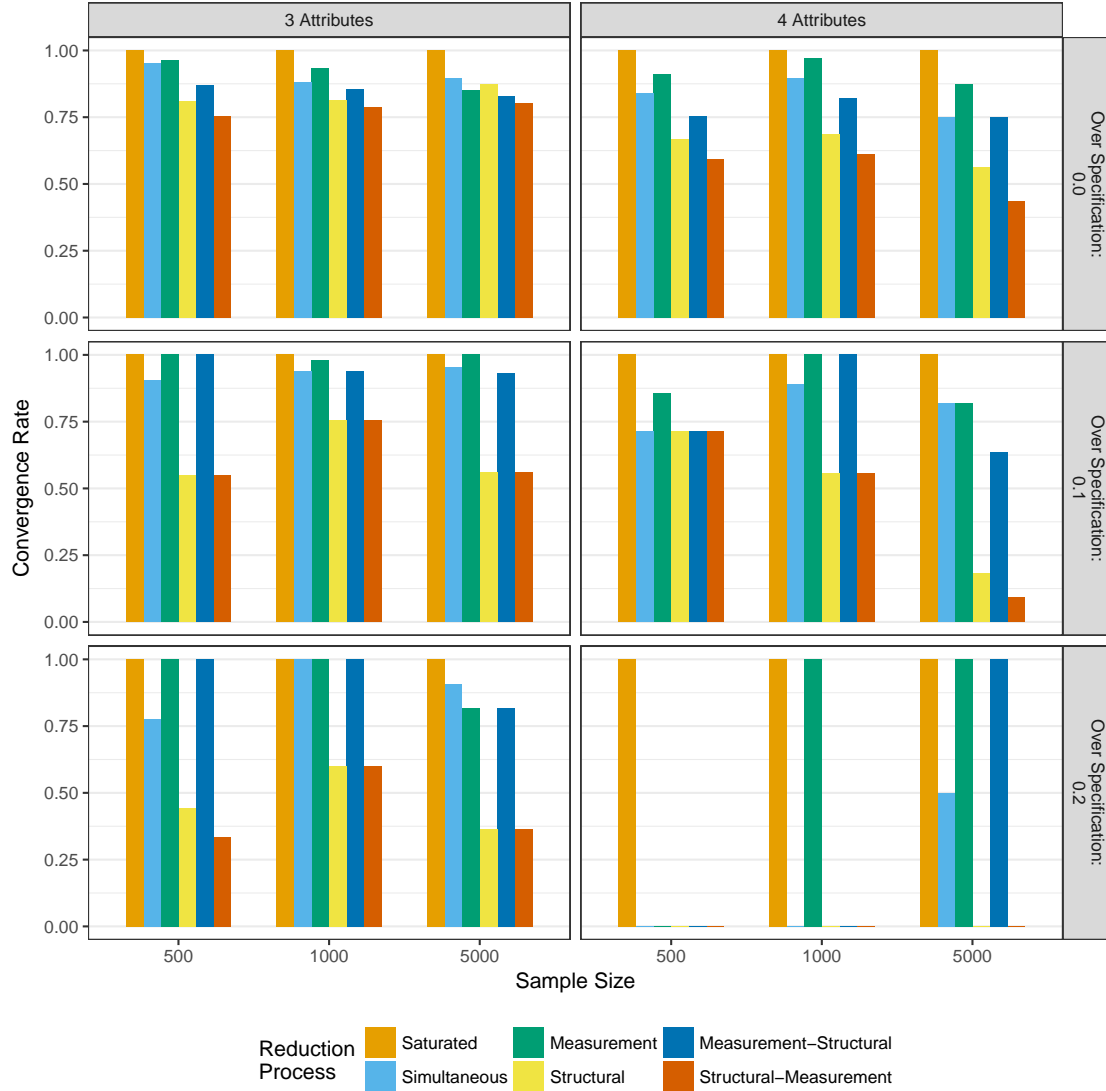 3 Attributes
4 Attributes
1.00
0.75
0.50
0.25
0.00
Over Specification:
0.0
1.00
0.75
0.50
0.25
0.00
Over Specification:
0.1
1.00
0.75
0.50
0.25
0.00
Over Specification:
0.2
Convergence Rate
500
1000
5000
500
1000
5000
Sample Size
Reduction
Process
Saturated
Measurement
Measurement−Structural
Simultaneous
Structural
Structural−Measurement